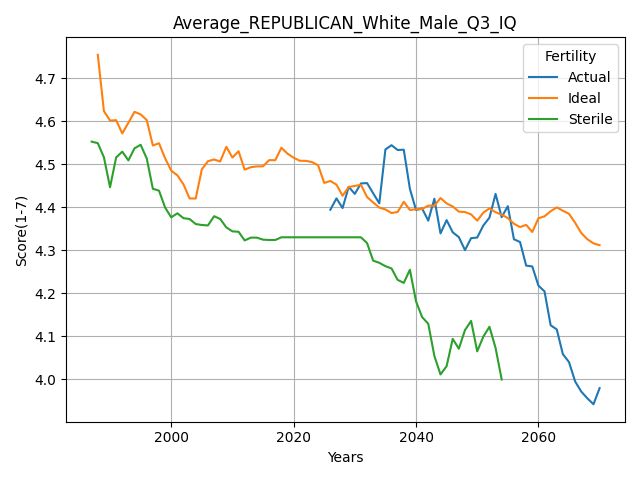 Average_REPUBLICAN_White_Male_Q3_IQ
Fertility
Actual
Ideal
Sterile
Score(1-7)
4.7
4.6
4.5
4.4
4.3
4.2
4.1
4.0
2000
2020
2040
2060
Years